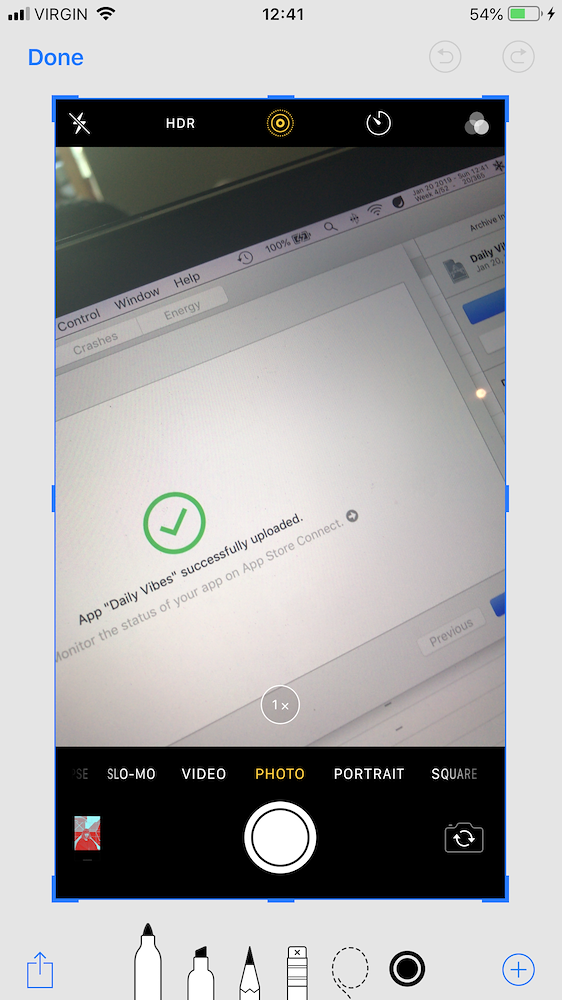 VIRGIN
12:41
54%
Done
HDR
Jan 20 2019 - Sun 12:41
Week 4/52 - 20/365
100%
Control Window Help
Crashes Energy
Archive In
Daily Vi
Jan 20,
App "Daily Vibes" successfully uploaded.
Monitor the status of your app on App Store Connect.
Previous
1×
SLO-MO VIDEO PHOTO PORTRAIT SQUARE